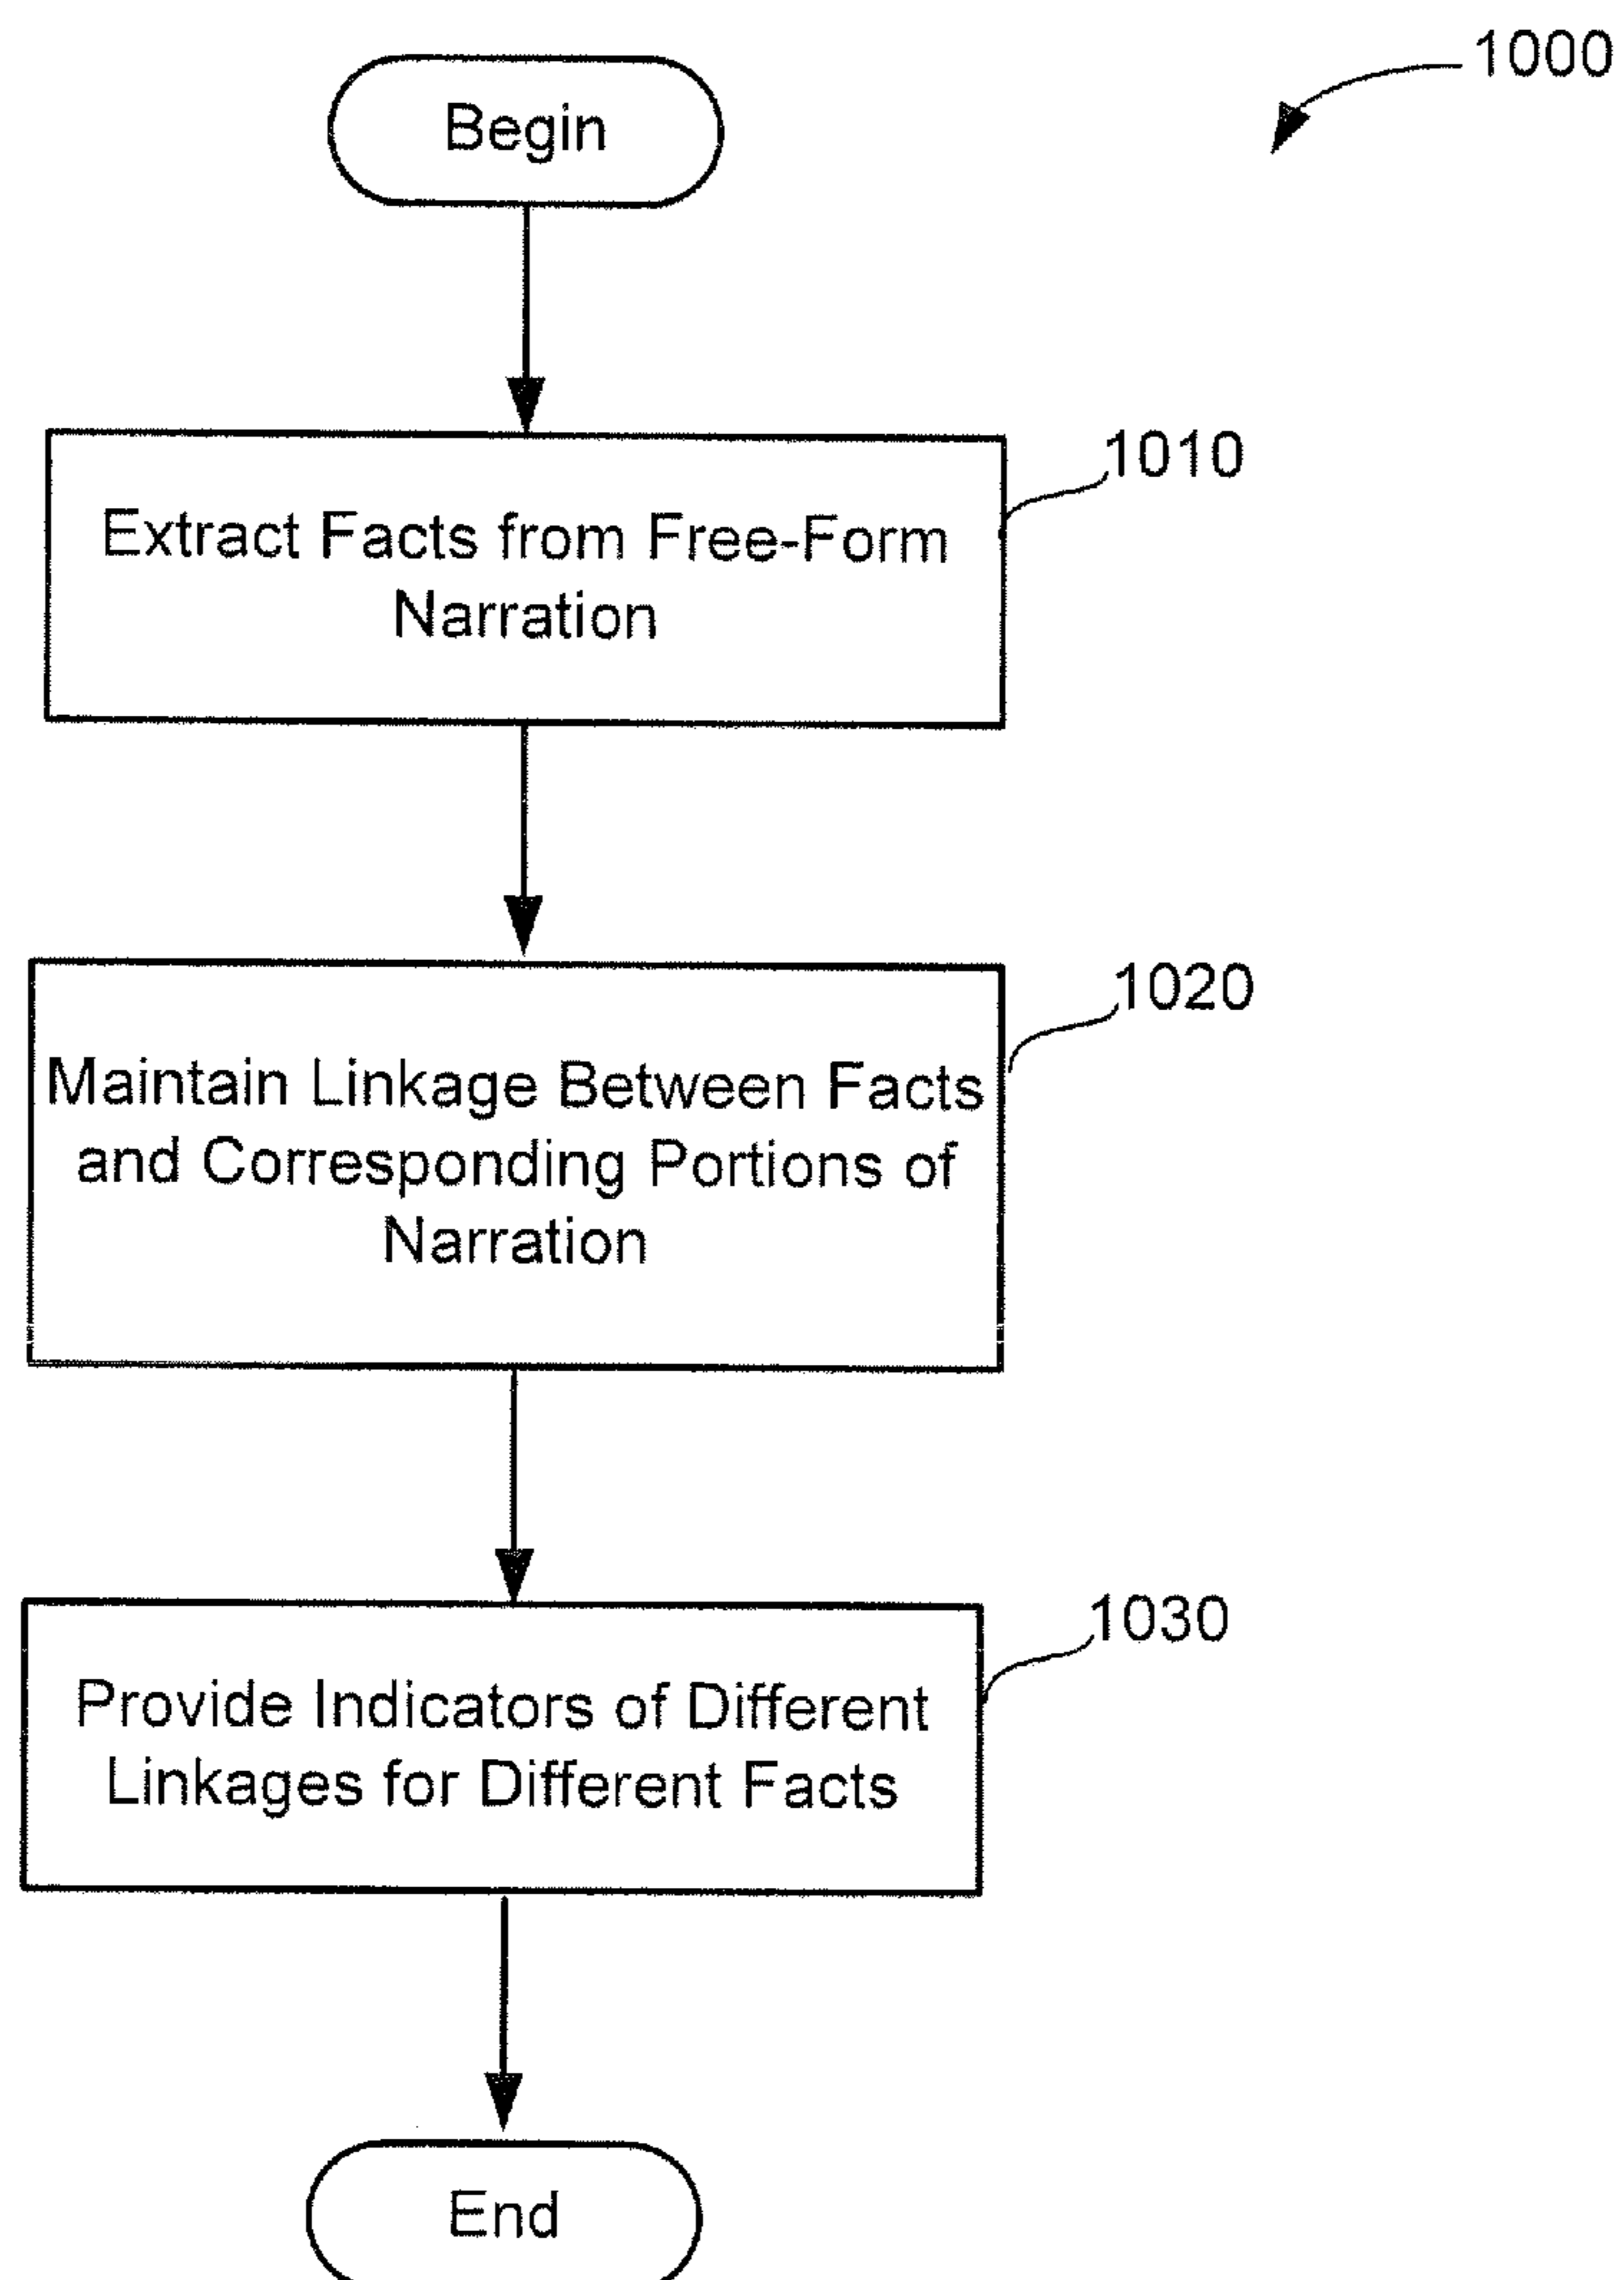 1000
Begin
1010
Extract Facts from Free-Form
Narration
1020
Maintain Linkage Between Facts
and Corresponding Portions of
Narration
1030
Provide Indicators of Different
Linkages for Different Facts
End